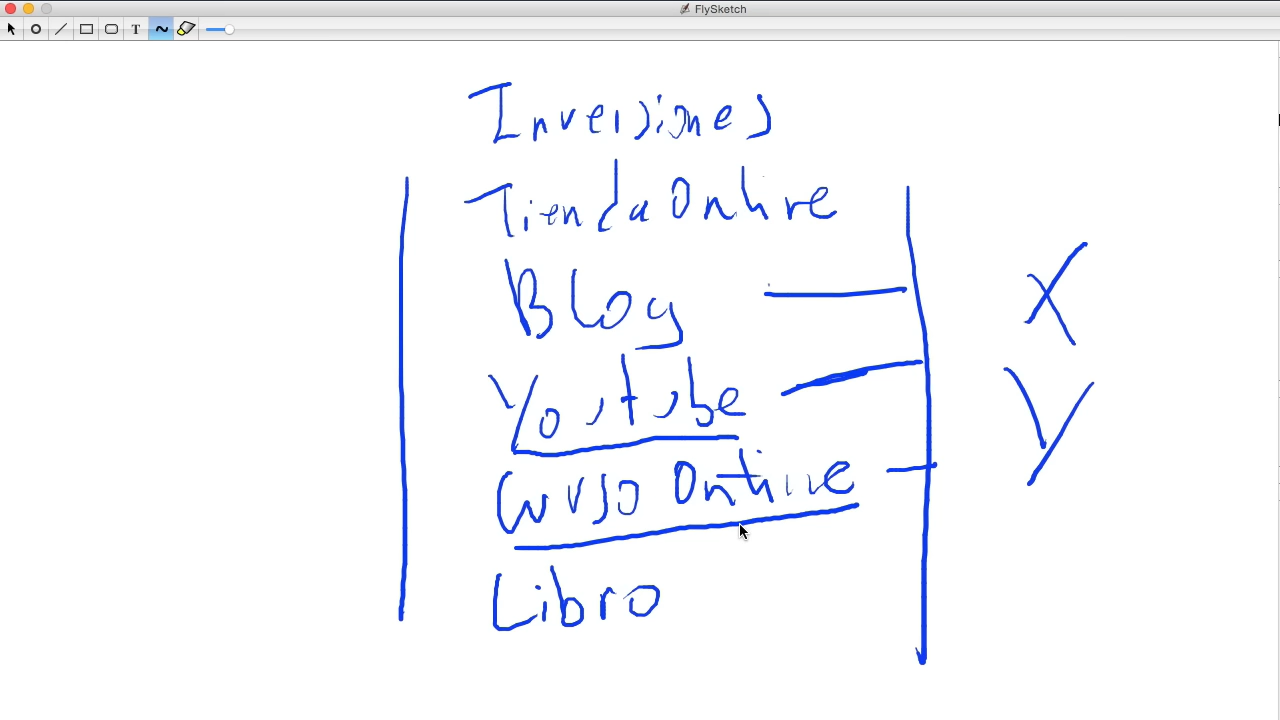 FlySketch
T
Inversiones
Tienda Online
Blog
X
Youtube
Y
Curso Online
Libro